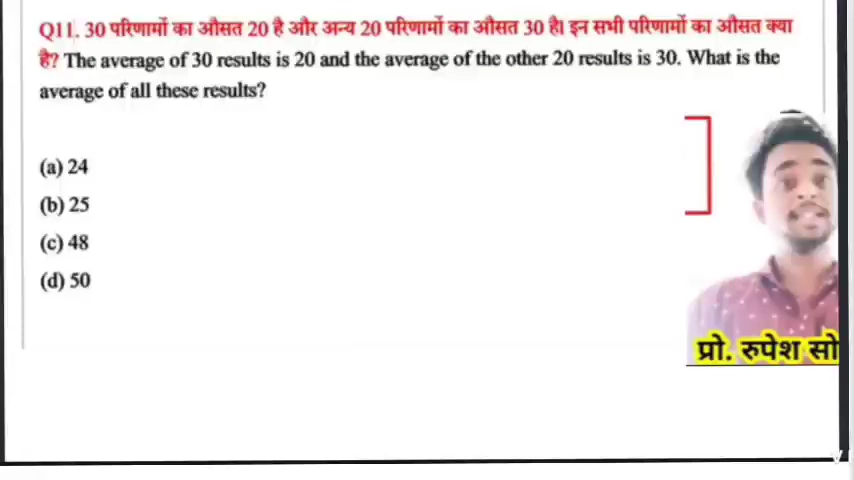 Q11. 30 परिणामों का औसत 20 है और अन्य 20 परिणामों का औसत 30 है। इन सभी परिणामों का औसत क्या
है? The average of 30 results is 20 and the average of the other 20 results is 30. What is the
average of all these results?
(a) 24
(b) 25
(c) 48
(d) 50
प्रो. रुपेश सो